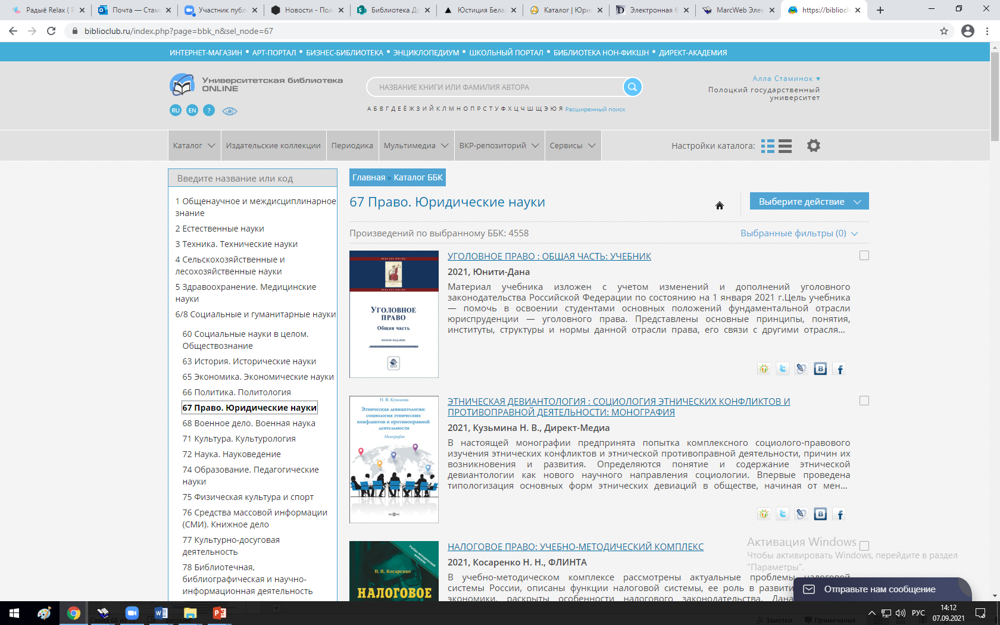 Радыё Relax ( F
Почта — Стам
Участник публ
Новости - Пол
Библиотека До
Юстиция Бела
Каталог | Юри
Электронная б
MarcWeb Элек
https://bibliocl
biblioclub.ru/index.php?page=bbk_n&sel_node=67
ИНТЕРНЕТ-МАГАЗИН • АРТ-ПОРТАЛ • БИЗНЕС-БИБЛИОТЕКА • ЭНЦИКЛОПЕДИУМ • ШКОЛЬНЫЙ ПОРТАЛ • БИБЛИОТЕКА НОН-ФИКШН • ДИРЕКТ-АКАДЕМИЯ
Университетская библиотека
ONLINE
RU EN ?
НАЗВАНИЕ КНИГИ ИЛИ ФАМИЛИЯ АВТОРА
А Б В Г Д Е Ё Ж З И Й К Л М Н О П Р С Т У Ф Х Ц Ч Ш Щ Э Ю Я Расширенный поиск
Алла Стаминок ▾
Полоцкий государственный
университет
Каталог
Издательские коллекции
Периодика
Мультимедиа
ВКР-репозиторий
Сервисы
Настройки каталога:
Введите название или код
1 Общенаучное и междисциплинарное
знание
2 Естественные науки
3 Техника. Технические науки
4 Сельскохозяйственные и
лесохозяйственные науки
5 Здравоохранение. Медицинские
науки
6/8 Социальные и гуманитарные науки
60 Социальные науки в целом.
Обществознание
63 История. Исторические науки
65 Экономика. Экономические науки
66 Политика. Политология
67 Право. Юридические науки
68 Военное дело. Военная наука
71 Культура. Культурология
72 Наука. Науковедение
74 Образование. Педагогические
науки
75 Физическая культура и спорт
76 Средства массовой информации
(СМИ). Книжное дело
77 Культурно-досуговая
деятельность
78 Библиотечная,
библиографическая и научно-
информационная деятельность
Главная » Каталог ББК
67 Право. Юридические науки
Выберите действие
Произведений по выбранному ББК: 4558
Выбранные фильтры (0)
УГОЛОВНОЕ
ПРАВО
Общая часть
ВТОРОЕ ИЗДАНИЕ
УГОЛОВНОЕ ПРАВО : ОБЩАЯ ЧАСТЬ: УЧЕБНИК
2021, Юнити-Дана
Материал учебника изложен с учетом изменений и дополнений уголовного
законодательства Российской Федерации по состоянию на 1 января 2021 г.Цель учебника
— помочь в освоении студентами основных положений фундаментальной отрасли
юриспруденции — уголовного права. Представлены основные принципы, понятия,
институты, структуры и нормы данной отрасли права, его связи с другими отрасля...
Н. В. Кузьмина
Этническая девиантология:
социология этнических
конфликтов и противоправной
деятельности
Монография
ЭТНИЧЕСКАЯ ДЕВИАНТОЛОГИЯ : СОЦИОЛОГИЯ ЭТНИЧЕСКИХ КОНФЛИКТОВ И
ПРОТИВОПРАВНОЙ ДЕЯТЕЛЬНОСТИ: МОНОГРАФИЯ
2021, Кузьмина Н. В., Директ-Медиа
В настоящей монографии предпринята попытка комплексного социолого-правового
изучения этнических конфликтов и этнической противоправной деятельности, причин их
возникновения и развития. Определяются понятие и содержание этнической
девиантологии как нового научного направления социологии. Впервые проведена
типологизация основных форм этнических девиаций в обществе, начиная от мен...
Учебно-методический
комплекс
Н. Н. Косаренко
НАЛОГОВОЕ
НАЛОГОВОЕ ПРАВО: УЧЕБНО-МЕТОДИЧЕСКИЙ КОМПЛЕКС
2021, Косаренко Н. Н., ФЛИНТА
В учебно-методическом комплексе рассмотрены актуальные проблемы налоговой
системы России, описаны функции налоговой системы, ее роль в развити
экономики, раскрыты особенности налогового законодательства. Дана
Активация Windows
Чтобы активировать Windows, перейдите в раздел
"Параметры".
Отправьте нам сообщение
Слайд 68 из 72
русский
Заметки
Примечания
РУС
14:12
07.09.2021